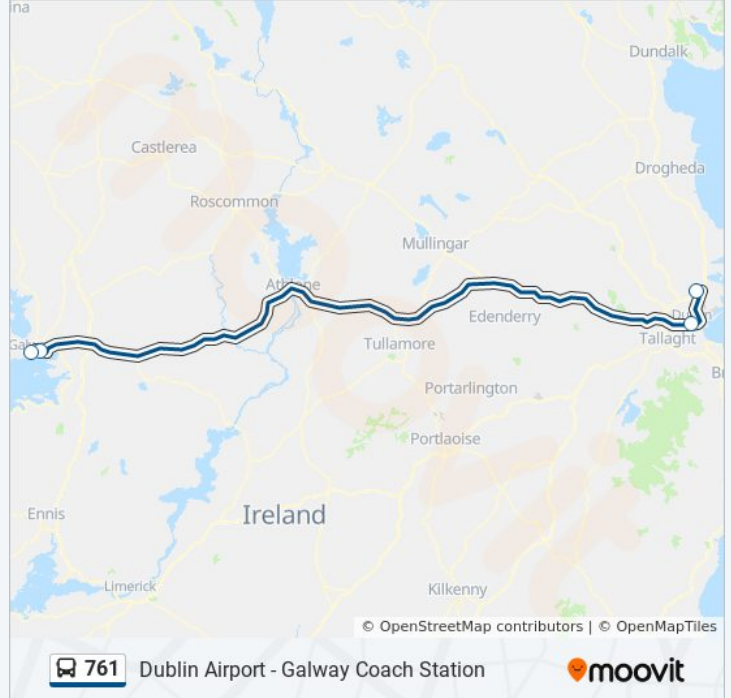 Dundalk
Castlerea
Drogheda
Roscommon
Mullingar
Athlone
Edenderry
Tallaght
Tullamore
Portarlington
Portlaoise
Ireland
Ennis
Limerick
Kilkenny
© OpenStreetMap contributors | © OpenMapTiles
761 Dublin Airport - Galway Coach Station moovit